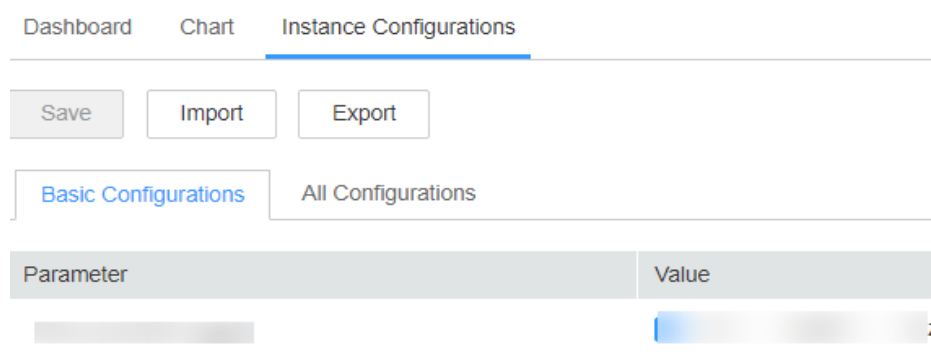 Dashboard Chart Instance Configurations
Save Import Export
Basic Configurations All Configurations
Parameter Value